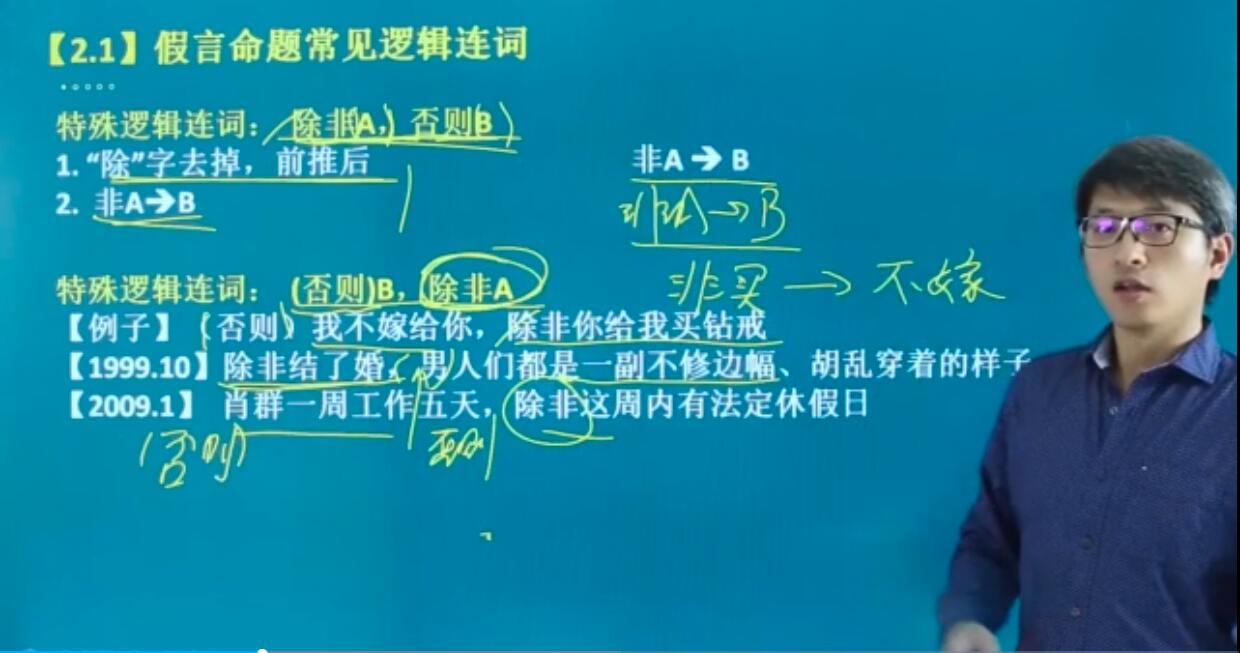 【2.1】假言命题常见逻辑连词
特殊逻辑连词：除非(A，) 否则(B)
1. “除”字去掉，前推后
2. 非A➔B
非A ➔ B
非A→B
非买 → 不嫁
特殊逻辑连词： (否则)B，除非A
【例子】（否则）我不嫁给你，除非你给我买钻戒
【1999.10】除非结了婚，男人们都是一副不修边幅、胡乱穿着的样子
【2009.1】 肖群一周工作五天，除非这周内有法定休假日
(否则)